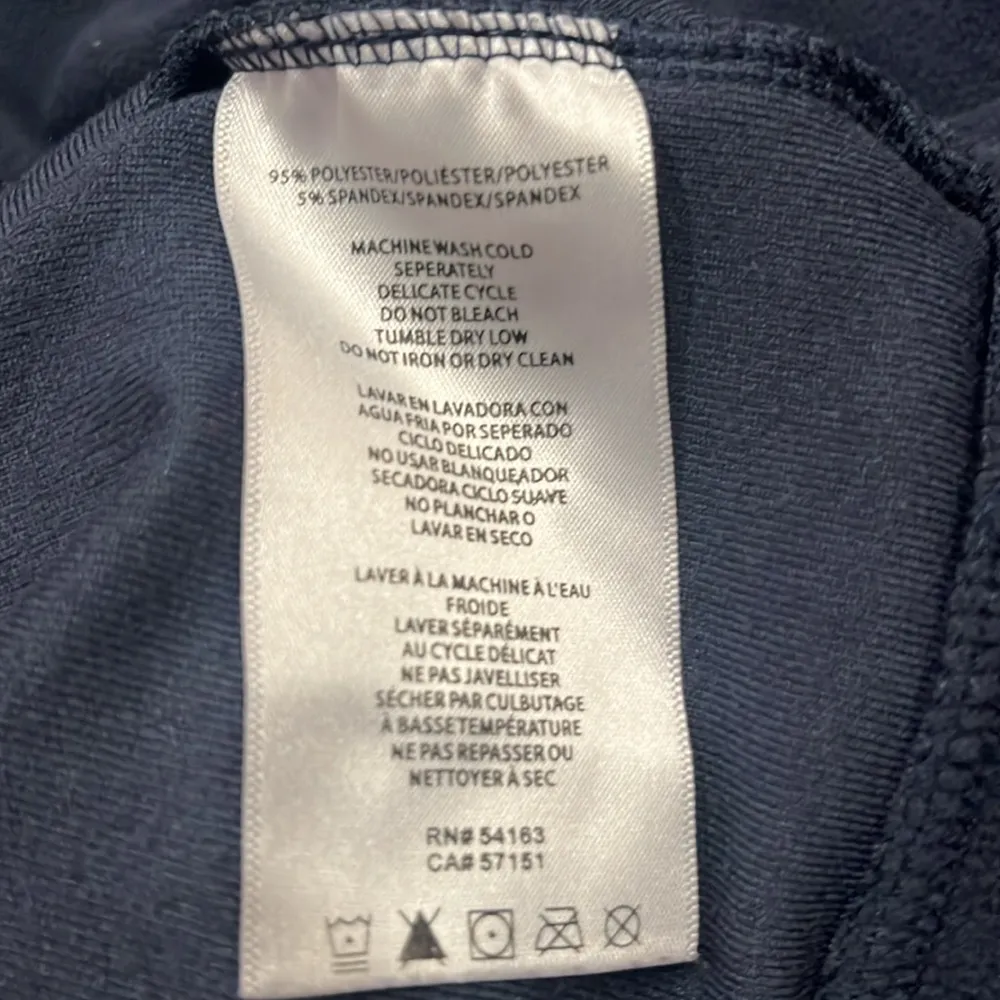 95% POLYESTER/POLIÉSTER/POLYESTER
5% SPANDEX/SPANDEX/SPANDEX
MACHINE WASH COLD
SEPERATELY
DELICATE CYCLE
DO NOT BLEACH
TUMBLE DRY LOW
DO NOT IRON OR DRY CLEAN
LAVAR EN LAVADORA CON
AGUA FRIA POR SEPERADO
CICLO DELICADO
NO USAR BLANQUEADOR
SECADORA CICLO SUAVE
NO PLANCHAR O
LAVAR EN SECO
LAVER À LA MACHINE À L'EAU
FROIDE
LAVER SÉPARÉMENT
AU CYCLE DÉLICAT
NE PAS JAVELLISER
SÉCHER PAR CULBUTAGE
À BASSE TEMPÉRATURE
NE PAS REPASSER OU
NETTOYER À SEC
RN# 54163
CA# 57151